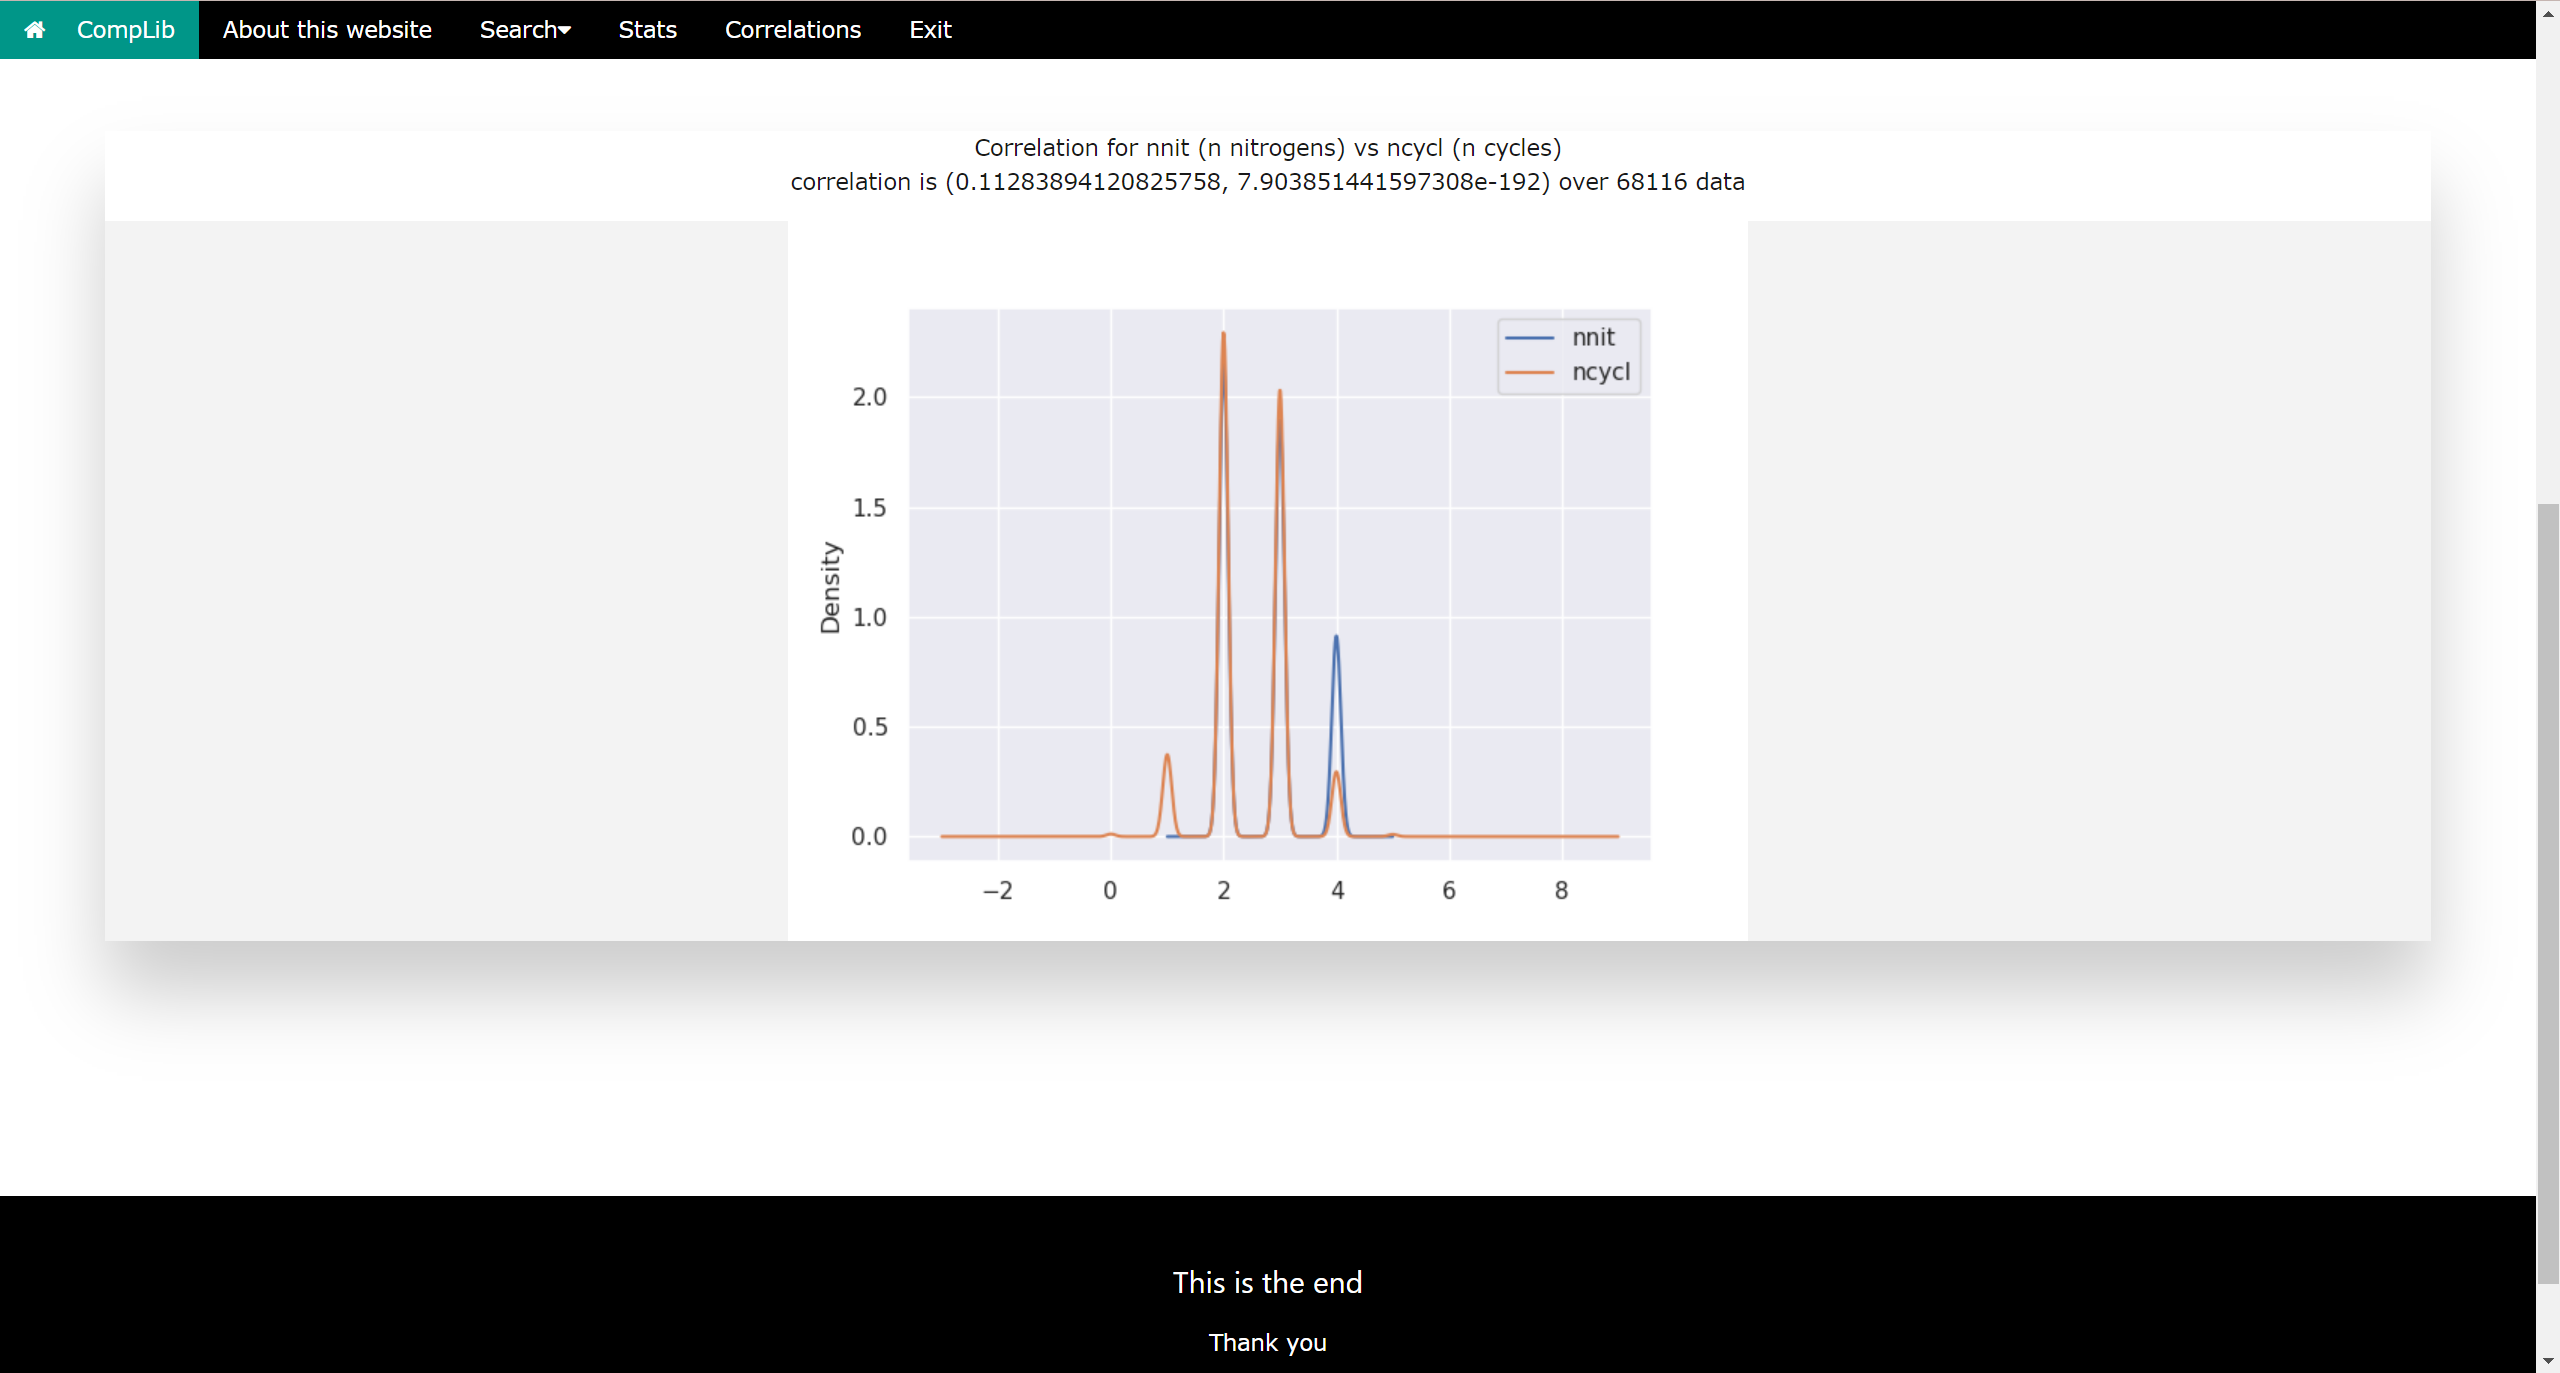 CompLib About this website Search Stats Correlations Exit
Correlation for nnit (n nitrogens) vs ncycl (n cycles)
correlation is (0.11283894120825758, 7.903851441597308e-192) over 68116 data
nnit
ncycl
2.0
1.5
1.0
0.5
0.0
Density
−2 0 2 4 6 8
This is the end
Thank you